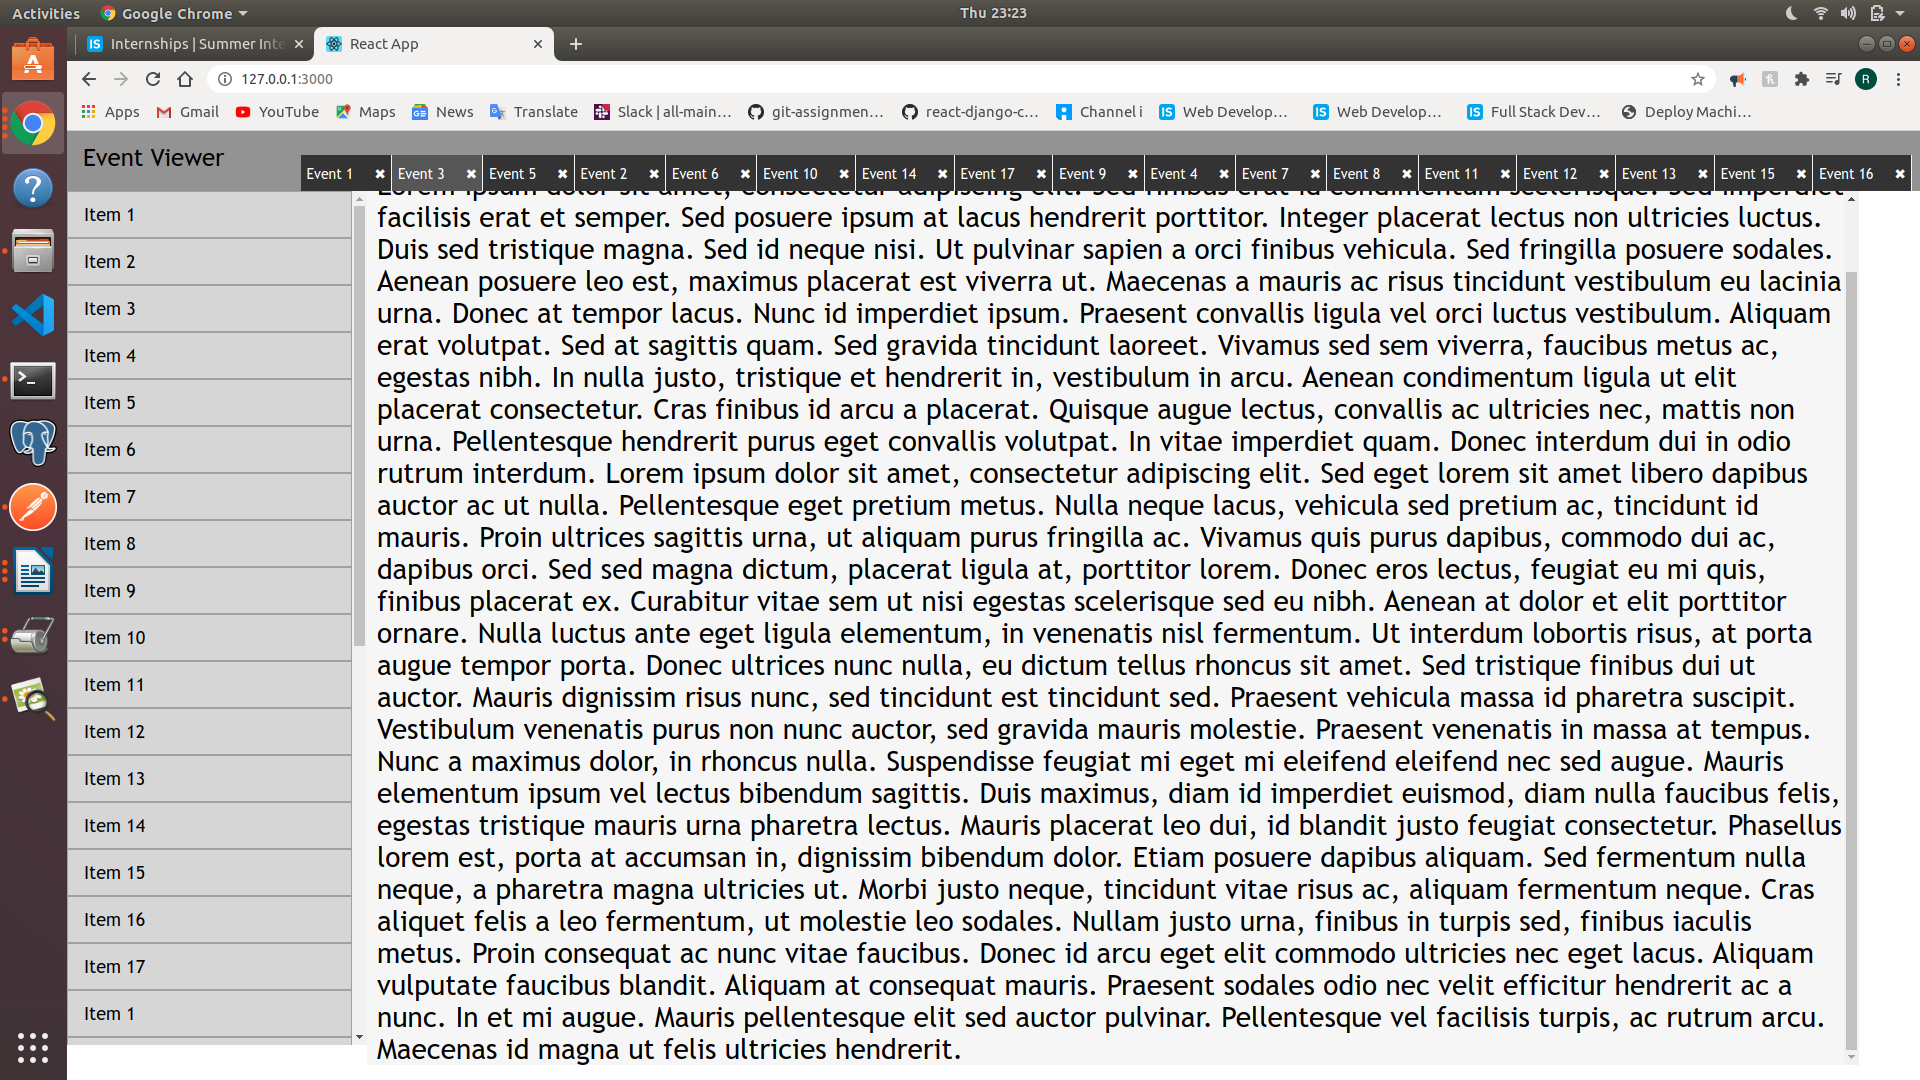 Activities Google Chrome Thu 23:23
Internships | Summer Inte React App
127.0.0.1:3000 R
Apps Gmail YouTube Maps News Translate Slack | all-main... git-assignmen... react-django-c... Channel i Web Develop... Web Develop... Full Stack Dev... Deploy Machi...
Event Viewer
Event 1 Event 3 Event 5 Event 2 Event 6 Event 10 Event 14 Event 17 Event 9 Event 4 Event 7 Event 8 Event 11 Event 12 Event 13 Event 15 Event 16
Item 1
Item 2
Item 3
Item 4
Item 5
Item 6
Item 7
Item 8
Item 9
Item 10
Item 11
Item 12
Item 13
Item 14
Item 15
Item 16
Item 17
Item 1
Lorem ipsum dolor sit amet, consectetur adipiscing elit. Sed finibus erat id condimentum scelerisque. Sed imperdiet
facilisis erat et semper. Sed posuere ipsum at lacus hendrerit porttitor. Integer placerat lectus non ultricies luctus.
Duis sed tristique magna. Sed id neque nisi. Ut pulvinar sapien a orci finibus vehicula. Sed fringilla posuere sodales.
Aenean posuere leo est, maximus placerat est viverra ut. Maecenas a mauris ac risus tincidunt vestibulum eu lacinia
urna. Donec at tempor lacus. Nunc id imperdiet ipsum. Praesent convallis ligula vel orci luctus vestibulum. Aliquam
erat volutpat. Sed at sagittis quam. Sed gravida tincidunt laoreet. Vivamus sed sem viverra, faucibus metus ac,
egestas nibh. In nulla justo, tristique et hendrerit in, vestibulum in arcu. Aenean condimentum ligula ut elit
placerat consectetur. Cras finibus id arcu a placerat. Quisque augue lectus, convallis ac ultricies nec, mattis non
urna. Pellentesque hendrerit purus eget convallis volutpat. In vitae imperdiet quam. Donec interdum dui in odio
rutrum interdum. Lorem ipsum dolor sit amet, consectetur adipiscing elit. Sed eget lorem sit amet libero dapibus
auctor ac ut nulla. Pellentesque eget pretium metus. Nulla neque lacus, vehicula sed pretium ac, tincidunt id
mauris. Proin ultrices sagittis urna, ut aliquam purus fringilla ac. Vivamus quis purus dapibus, commodo dui ac,
dapibus orci. Sed sed magna dictum, placerat ligula at, porttitor lorem. Donec eros lectus, feugiat eu mi quis,
finibus placerat ex. Curabitur vitae sem ut nisi egestas scelerisque sed eu nibh. Aenean at dolor et elit porttitor
ornare. Nulla luctus ante eget ligula elementum, in venenatis nisl fermentum. Ut interdum lobortis risus, at porta
augue tempor porta. Donec ultrices nunc nulla, eu dictum tellus rhoncus sit amet. Sed tristique finibus dui ut
auctor. Mauris dignissim risus nunc, sed tincidunt est tincidunt sed. Praesent vehicula massa id pharetra suscipit.
Vestibulum venenatis purus non nunc auctor, sed gravida mauris molestie. Praesent venenatis in massa at tempus.
Nunc a maximus dolor, in rhoncus nulla. Suspendisse feugiat mi eget mi eleifend eleifend nec sed augue. Mauris
elementum ipsum vel lectus bibendum sagittis. Duis maximus, diam id imperdiet euismod, diam nulla faucibus felis,
egestas tristique mauris urna pharetra lectus. Mauris placerat leo dui, id blandit justo feugiat consectetur. Phasellus
lorem est, porta at accumsan in, dignissim bibendum dolor. Etiam posuere dapibus aliquam. Sed fermentum nulla
neque, a pharetra magna ultricies ut. Morbi justo neque, tincidunt vitae risus ac, aliquam fermentum neque. Cras
aliquet felis a leo fermentum, ut molestie leo sodales. Nullam justo urna, finibus in turpis sed, finibus iaculis
metus. Proin consequat ac nunc vitae faucibus. Donec id arcu eget elit commodo ultricies nec eget lacus. Aliquam
vulputate faucibus blandit. Aliquam at consequat mauris. Praesent sodales odio nec velit efficitur hendrerit ac a
nunc. In et mi augue. Mauris pellentesque elit sed auctor pulvinar. Pellentesque vel facilisis turpis, ac rutrum arcu.
Maecenas id magna ut felis ultricies hendrerit.